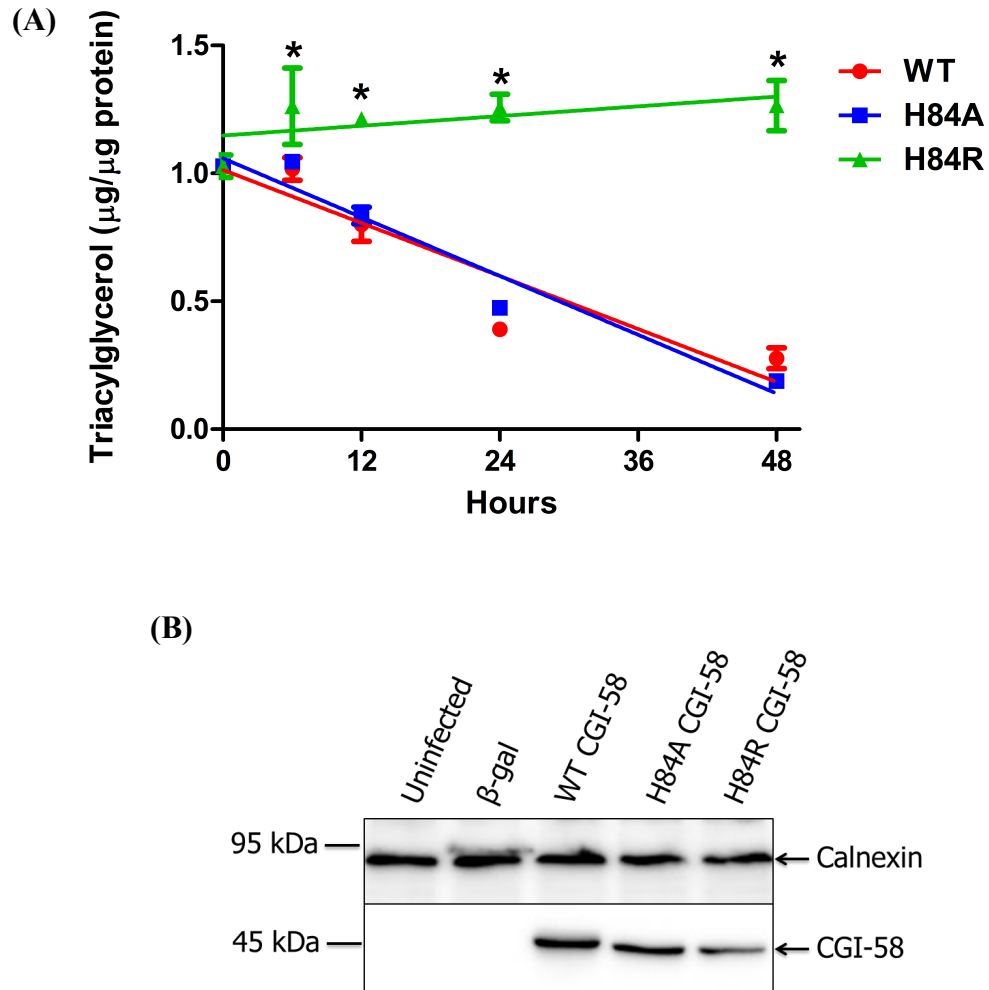 (A)
Triacylglycerol (μg/μg protein)
1.5
1.0
0.5
0.0
* * * *
0 12 24 36 48
Hours
WT
H84A
H84R
(B)
Uninfected
β-gal
WT CGI-58
H84A CGI-58
H84R CGI-58
95 kDa
Calnexin
45 kDa
CGI-58